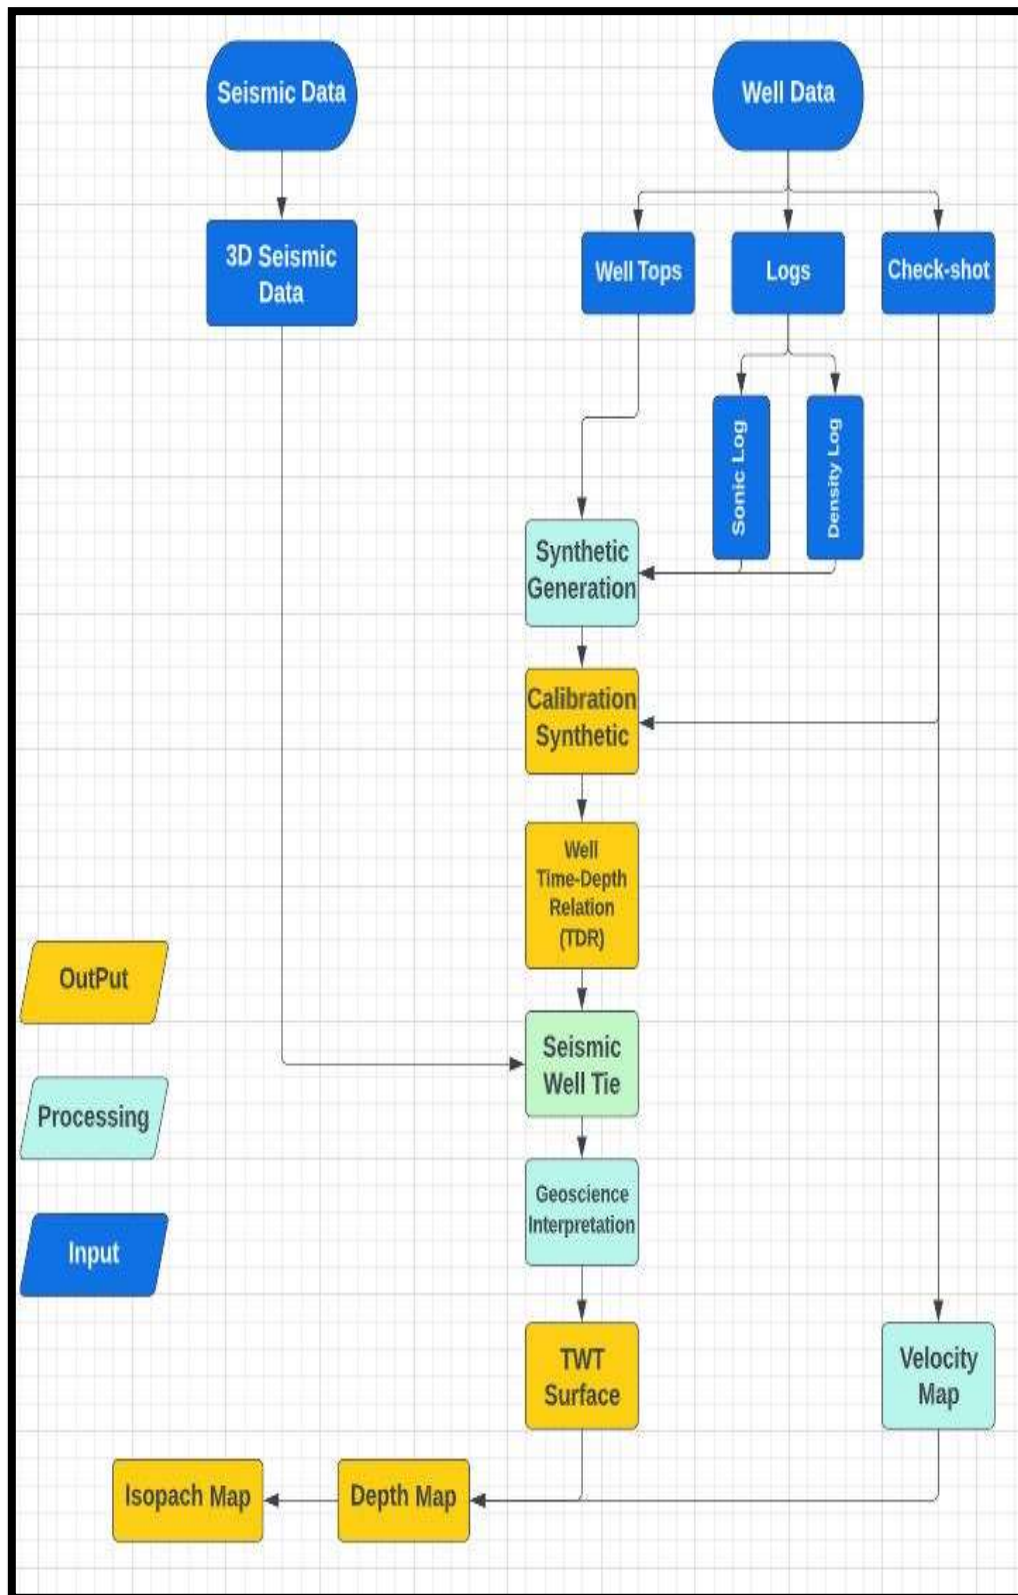 Seismic Data
Well Data
3D Seismic
Data
Well Tops
Logs
Check-shot
Sonic Log
Density Log
Synthetic
Generation
Calibration
Synthetic
Well
Time-Depth
Relation
(TDR)
OutPut
Seismic
Well Tie
Processing
Geoscience
Interpretation
Input
TWT
Surface
Velocity
Map
Isopach Map
Depth Map